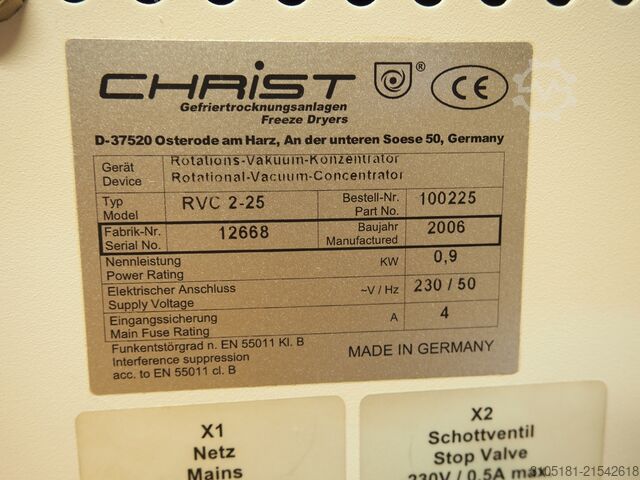 CHRiST ® CE
Gefriertrocknungsanlagen
Freeze Dryers
D-37520 Osterode am Harz, An der unteren Soese 50, Germany
Gerät Rotations-Vakuum-Konzentrator
Device Rotational-Vacuum-Concentrator
Typ RVC 2-25 Bestell-Nr. 100225
Model Part No.
Fabrik-Nr. 12668 Baujahr 2006
Serial No. Manufactured
Nennleistung KW 0,9
Power Rating
Elektrischer Anschluss ~V / Hz 230 / 50
Supply Voltage
Eingangssicherung A 4
Main Fuse Rating
Funkentstörgrad n. EN 55011 Kl. B
Interference suppression
acc. to EN 55011 cl. B
MADE IN GERMANY
X1
Netz
Mains
X2
Schottventil
Stop Valve
230V / 0,5A max.
3105181-21542618